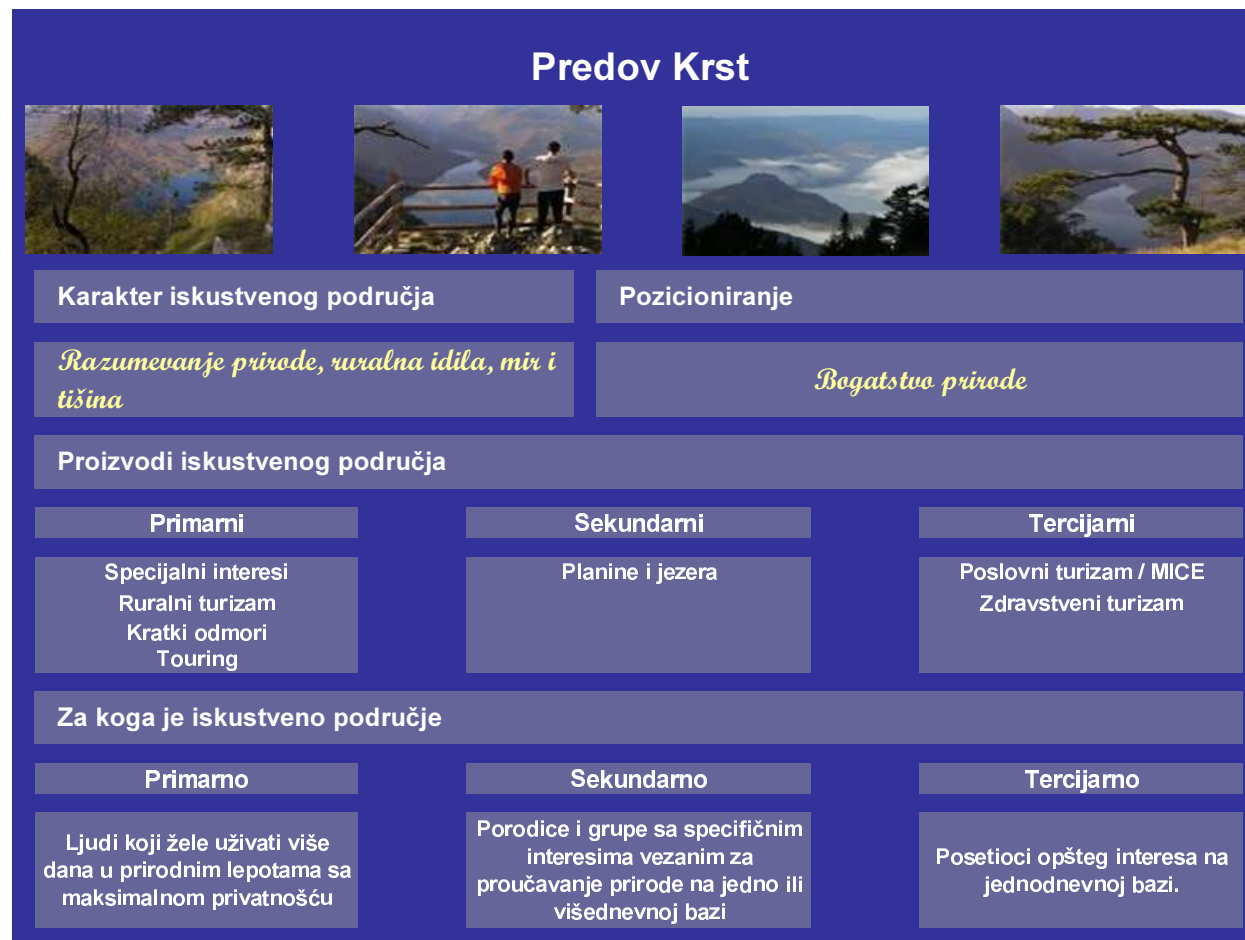 Predov Krst
Karakter iskustvenog područja
Pozicioniranje
Razumevanje prirode, ruralna idila, mir i
tišina
Bogatstvo prirode
Proizvodi iskustvenog područja
Primarni
Sekundarni
Tercijarni
Specijalni interesi
Ruralni turizam
Kratki odmori
Touring
Planine i jezera
Poslovni turizam / MICE
Zdravstveni turizam
Za koga je iskustveno područje
Primarno
Sekundarno
Tercijarno
Ljudi koji žele uživati više
dana u prirodnim lepotama sa
maksimalnom privatnošću
Porodice i grupe sa specifičnim
interesima vezanim za
proučavanje prirode na jedno ili
višednevnoj bazi
Posetioci opšteg interesa na
jednodnevnoj bazi.